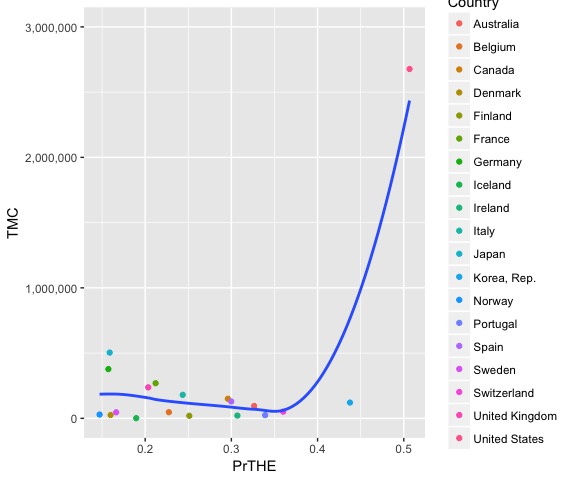 Country
3,000,000
2,000,000
1,000,000
0
TMC
0.2
0.3
0.4
0.5
PrTHE
Australia
Belgium
Canada
Denmark
Finland
France
Germany
Iceland
Ireland
Italy
Japan
Korea, Rep.
Norway
Portugal
Spain
Sweden
Switzerland
United Kingdom
United States